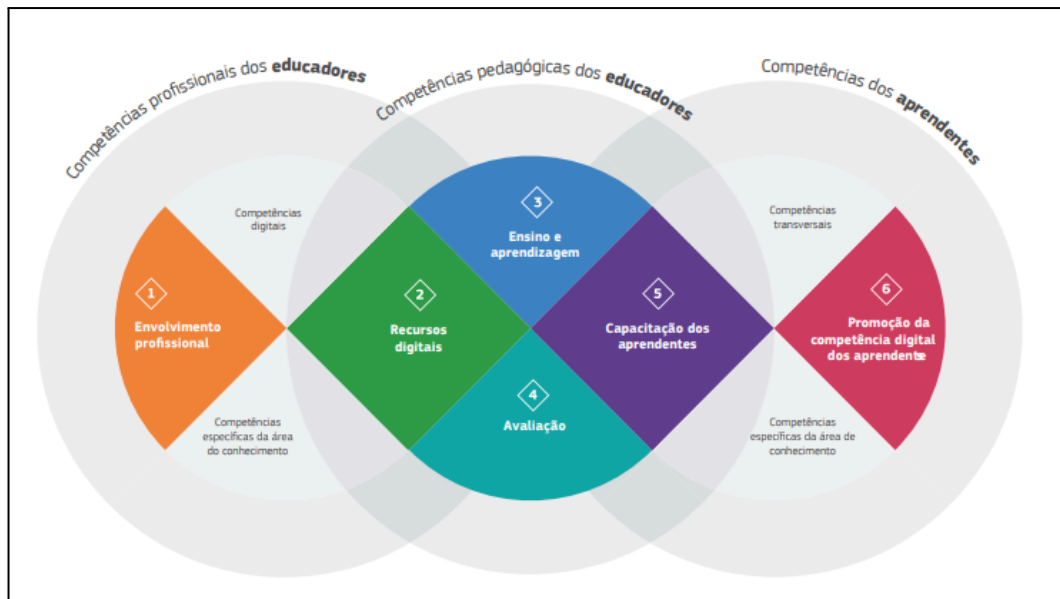 Competências profissionais dos educadores
Competências pedagógicas dos educadores
Competências dos aprendentes
Competências
digitais
Competências
transversais
3
Ensino e
aprendizagem
1
Envolvimento
profissional
2
Recursos
digitais
5
Capacitação dos
aprendentes
6
Promoção da
competência digital
dos aprendente
4
Avaliação
Competências
específicas da área
do conhecimento
Competências
específicas da área de
conhecimento